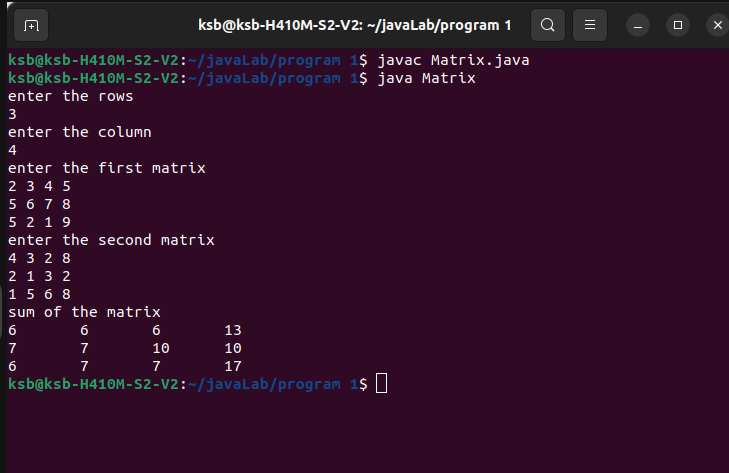 ksb@ksb-H410M-S2-V2: ~/javaLab/program 1
ksb@ksb-H410M-S2-V2:~/javaLab/program 1$ javac Matrix.java
ksb@ksb-H410M-S2-V2:~/javaLab/program 1$ java Matrix
enter the rows
3
enter the column
4
enter the first matrix
2 3 4 5
5 6 7 8
5 2 1 9
enter the second matrix
4 3 2 8
2 1 3 2
1 5 6 8
sum of the matrix
6 6 6 13
7 7 10 10
6 7 7 17
ksb@ksb-H410M-S2-V2:~/javaLab/program 1$